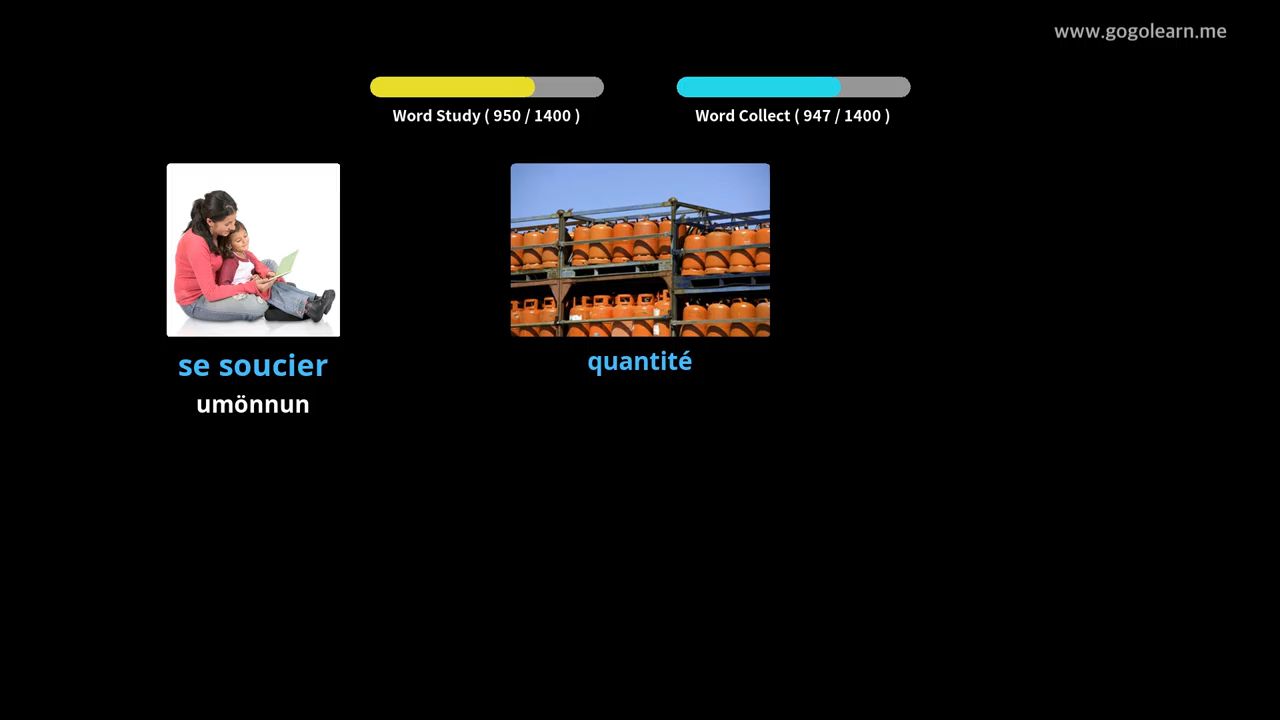 www.gogolearn.me
Word Study ( 950 / 1400 )
Word Collect ( 947 / 1400 )
se soucier
umönnun
quantité